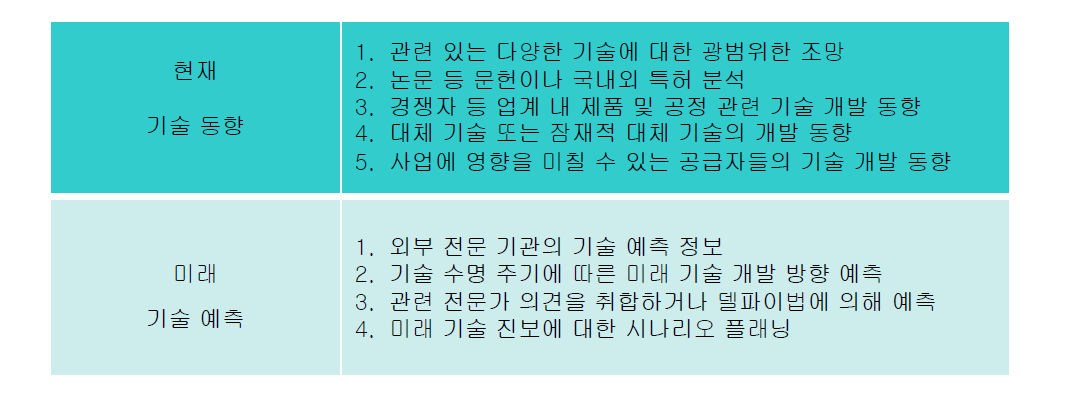 현재
기술 동향
1. 관련 있는 다양한 기술에 대한 광범위한 조망
2. 논문 등 문헌이나 국내외 특허 분석
3. 경쟁자 등 업계 내 제품 및 공정 관련 기술 개발 동향
4. 대체 기술 또는 잠재적 대체 기술의 개발 동향
5. 사업에 영향을 미칠 수 있는 공급자들의 기술 개발 동향
미래
기술 예측
1. 외부 전문 기관의 기술 예측 정보
2. 기술 수명 주기에 따른 미래 기술 개발 방향 예측
3. 관련 전문가 의견을 취합하거나 델파이법에 의해 예측
4. 미래 기술 진보에 대한 시나리오 플래닝